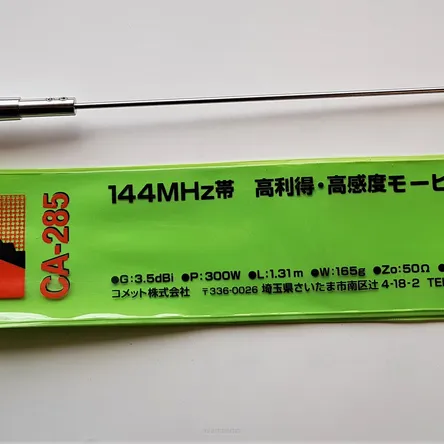 CA-285
144MHz帯 高利得・高感度モービ
●G:3.5dBi ●P:300W ●L:1.31m ●W:165g ●Zo:50Ω ●
コメット株式会社 〒336-0026 埼玉県さいたま市南区辻4-18-2 TEL